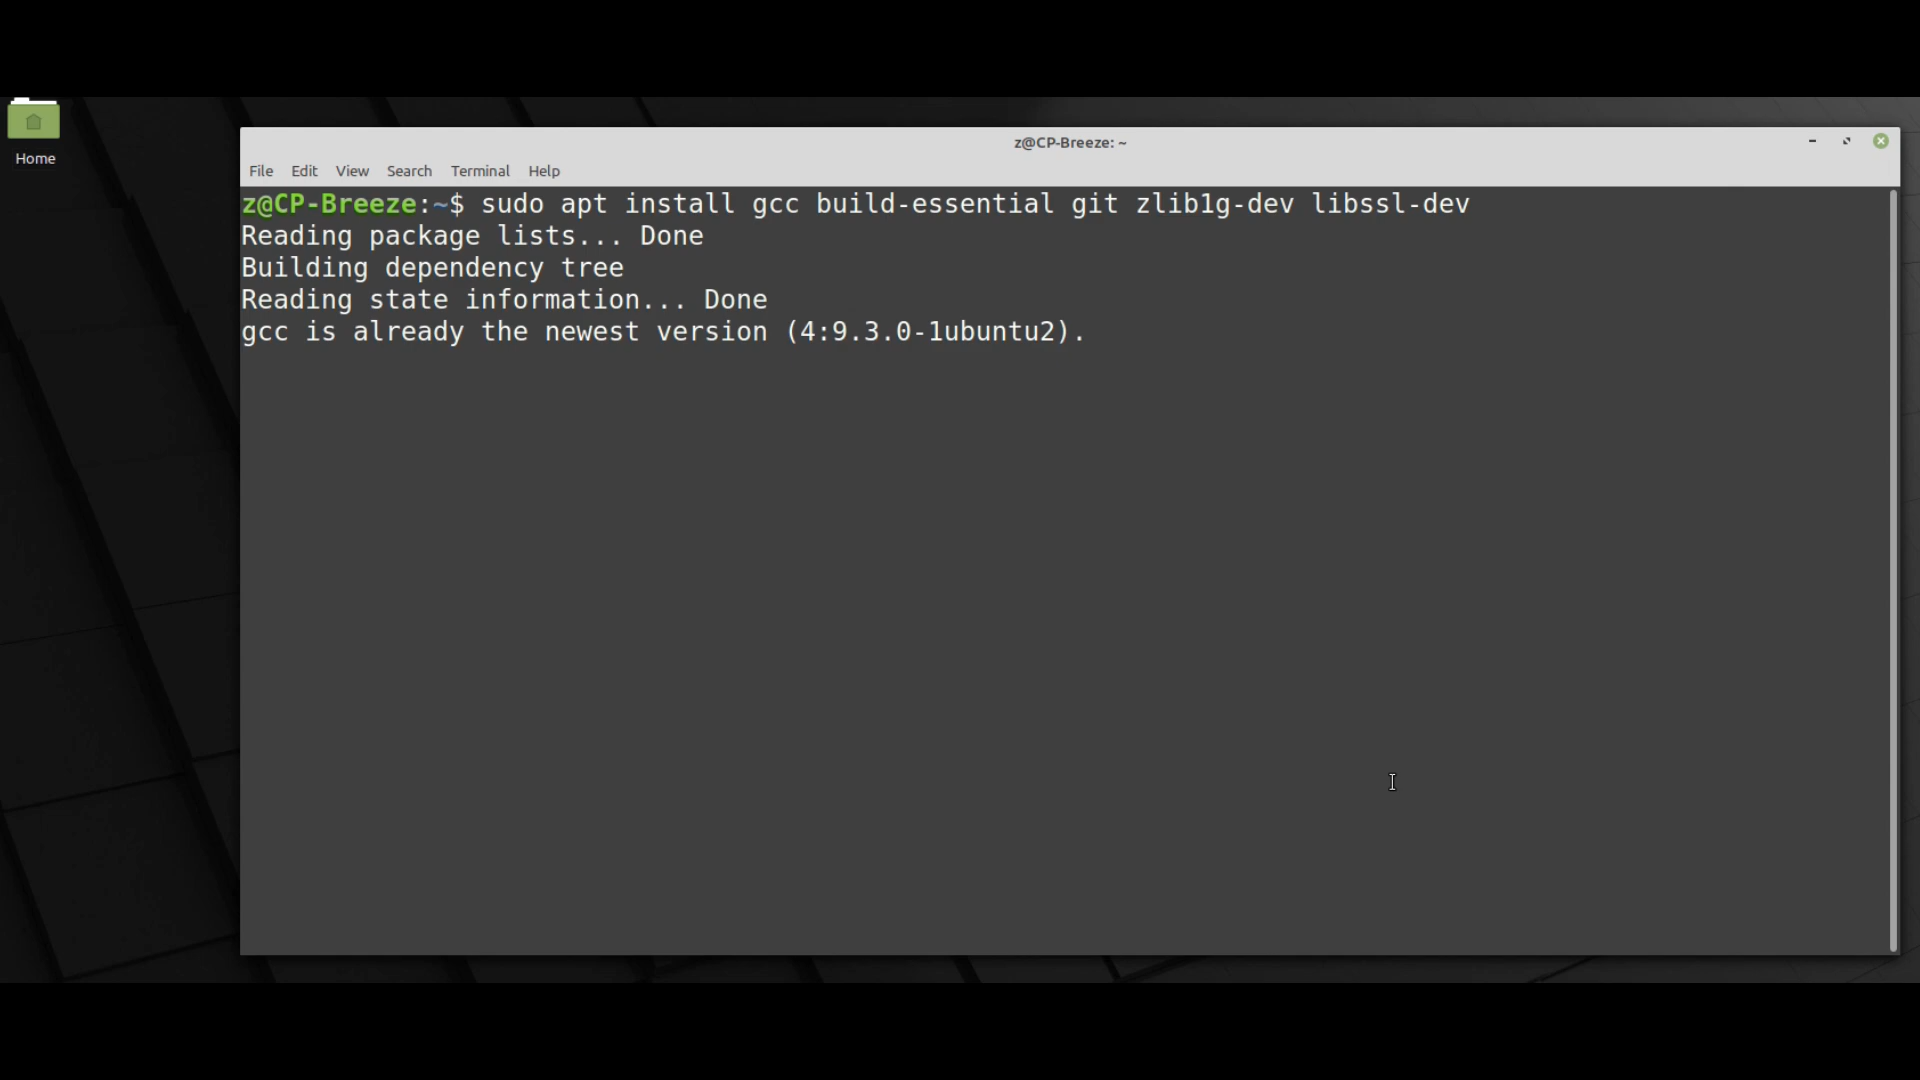 Home
z@CP-Breeze: ~
File Edit View Search Terminal Help
z@CP-Breeze:~$ sudo apt install gcc build-essential git zlib1g-dev libssl-dev
Reading package lists... Done
Building dependency tree
Reading state information... Done
gcc is already the newest version (4:9.3.0-1ubuntu2).